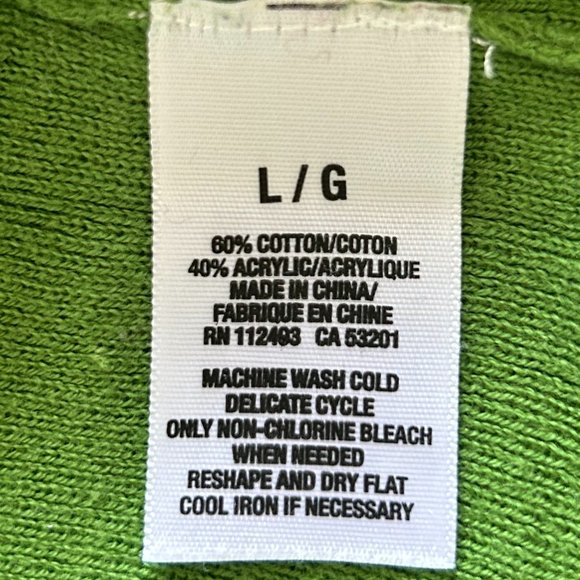 L / G
60% COTTON/COTON
40% ACRYLIC/ACRYLIQUE
MADE IN CHINA/
FABRIQUE EN CHINE
RN 112493 CA 53201
MACHINE WASH COLD
DELICATE CYCLE
ONLY NON-CHLORINE BLEACH
WHEN NEEDED
RESHAPE AND DRY FLAT
COOL IRON IF NECESSARY